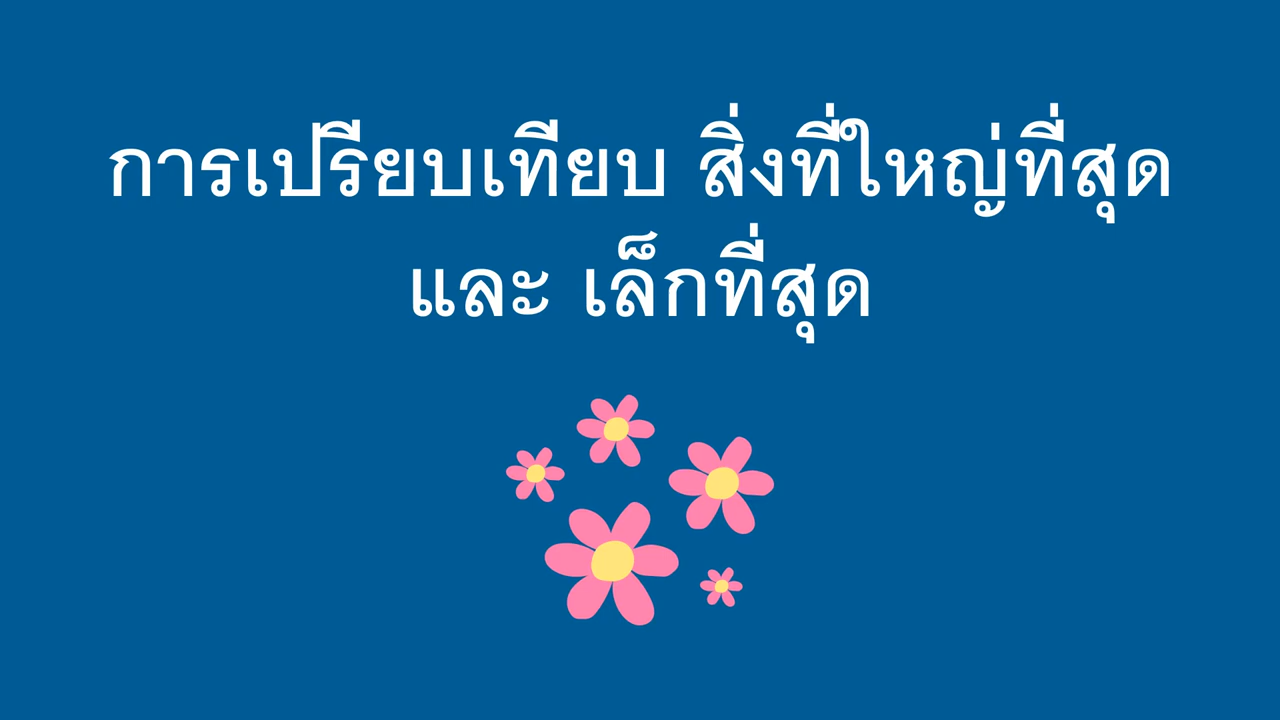 การเปรียบเทียบ สิ่งที่ใหญ่ที่สุด
และ เล็กที่สุด